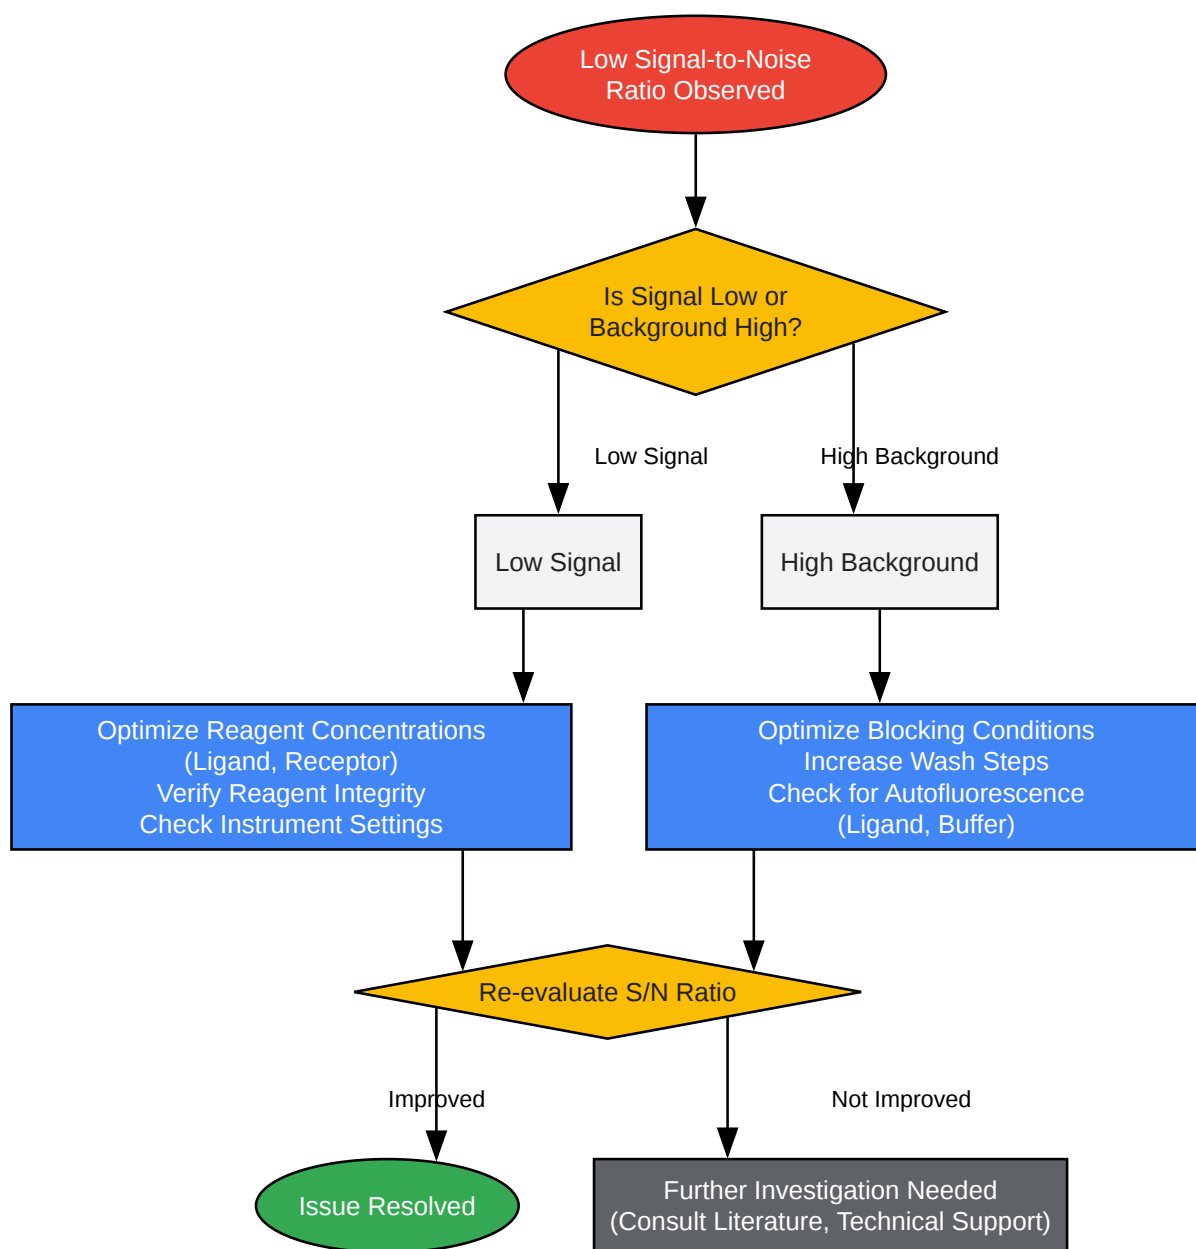 Low Signal-to-Noise
Ratio Observed
Is Signal Low or
Background High?
Low Signal
High Background
Low Signal
High Background
Optimize Reagent Concentrations
(Ligand, Receptor)
Verify Reagent Integrity
Check Instrument Settings
Optimize Blocking Conditions
Increase Wash Steps
Check for Autofluorescence
(Ligand, Buffer)
Re-evaluate S/N Ratio
Improved
Not Improved
Issue Resolved
Further Investigation Needed
(Consult Literature, Technical Support)